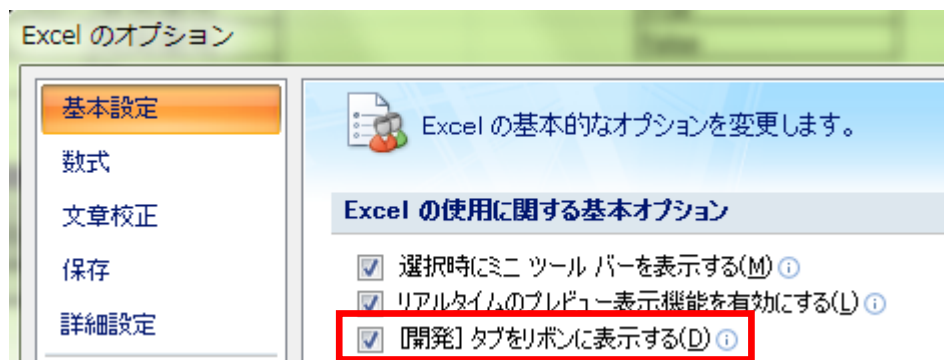 Excel のオプション
基本設定
数式
文章校正
保存
詳細設定
Excel の基本的なオプションを変更します。
Excel の使用に関する基本オプション
選択時にミニ ツール バーを表示する(M)
リアルタイムのプレビュー表示機能を有効にする(L)
[開発] タブをリボンに表示する(D)